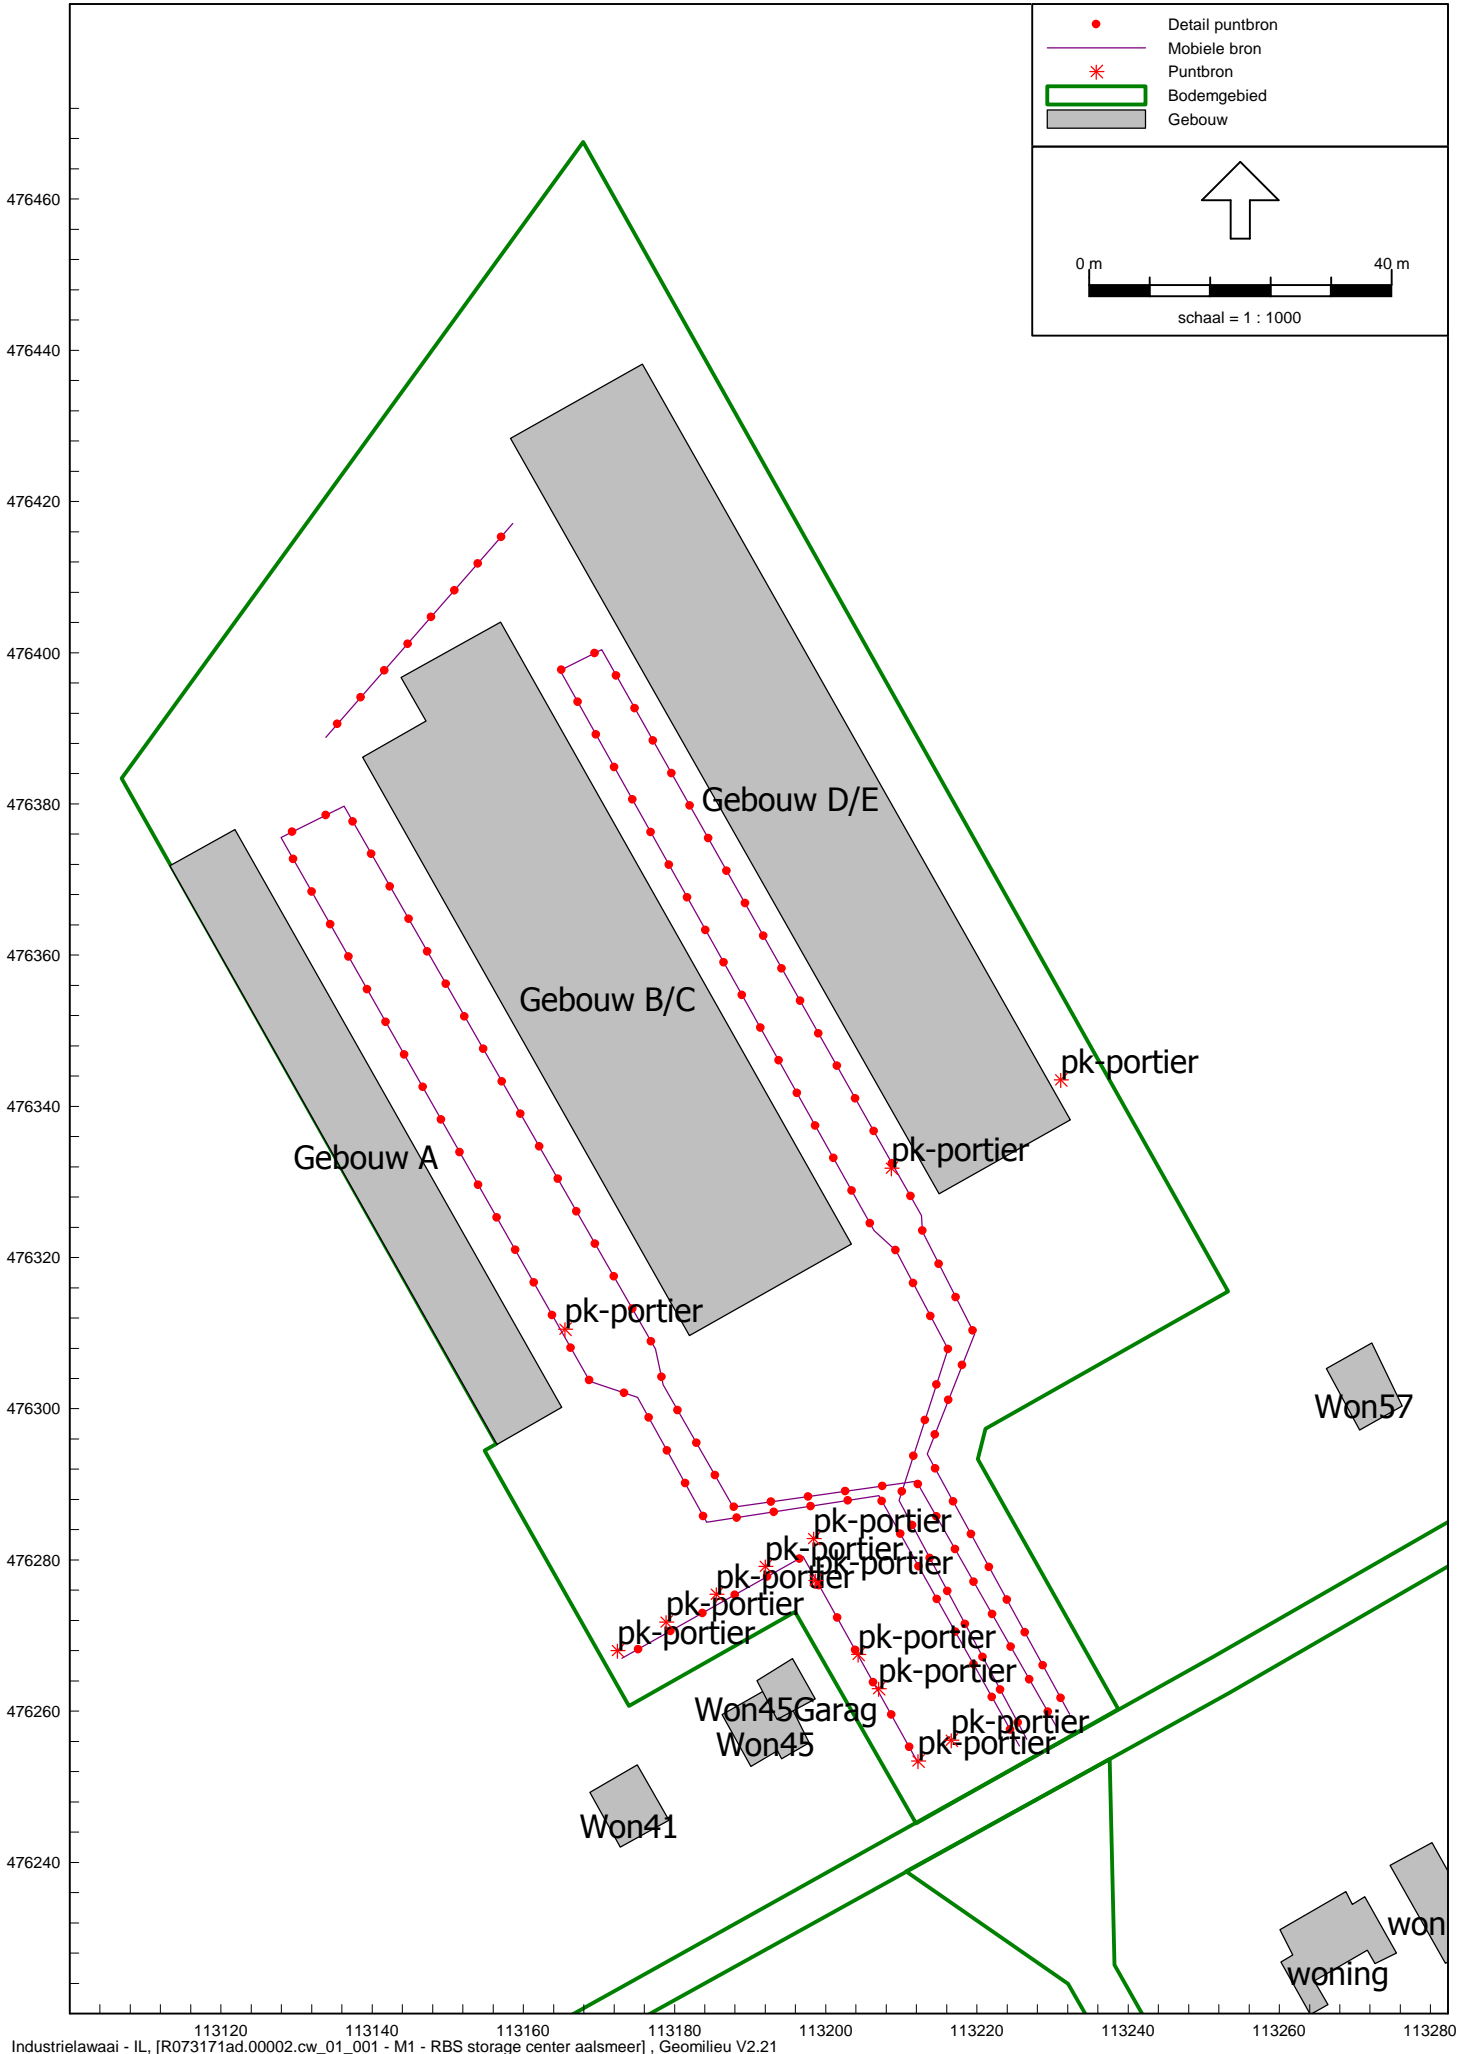 Detail puntbron
Mobiele bron
Puntbron
Bodemgebied
Gebouw
0 m
40 m
schaal = 1 : 1000
476460
476440
476420
476400
476380
476360
476340
476320
476300
476280
476260
476240
Gebouw D/E
Gebouw B/C
pk-portier
pk-portier
Gebouw A
pk-portier
Won57
pk-portier
pk-portier
pk-portier
pk-portier
pk-portier
pk-portier
pk-portier
pk-portier
Won45Garag
pk-portier
Won45
pk-portier
Won41
won
woning
113120
113140
113160
113180
113200
113220
113240
113260
113280
Industrielawaai - IL, [R073171ad.00002.cw_01_001 - M1 - RBS storage center aalsmeer] , Geomilieu V2.21